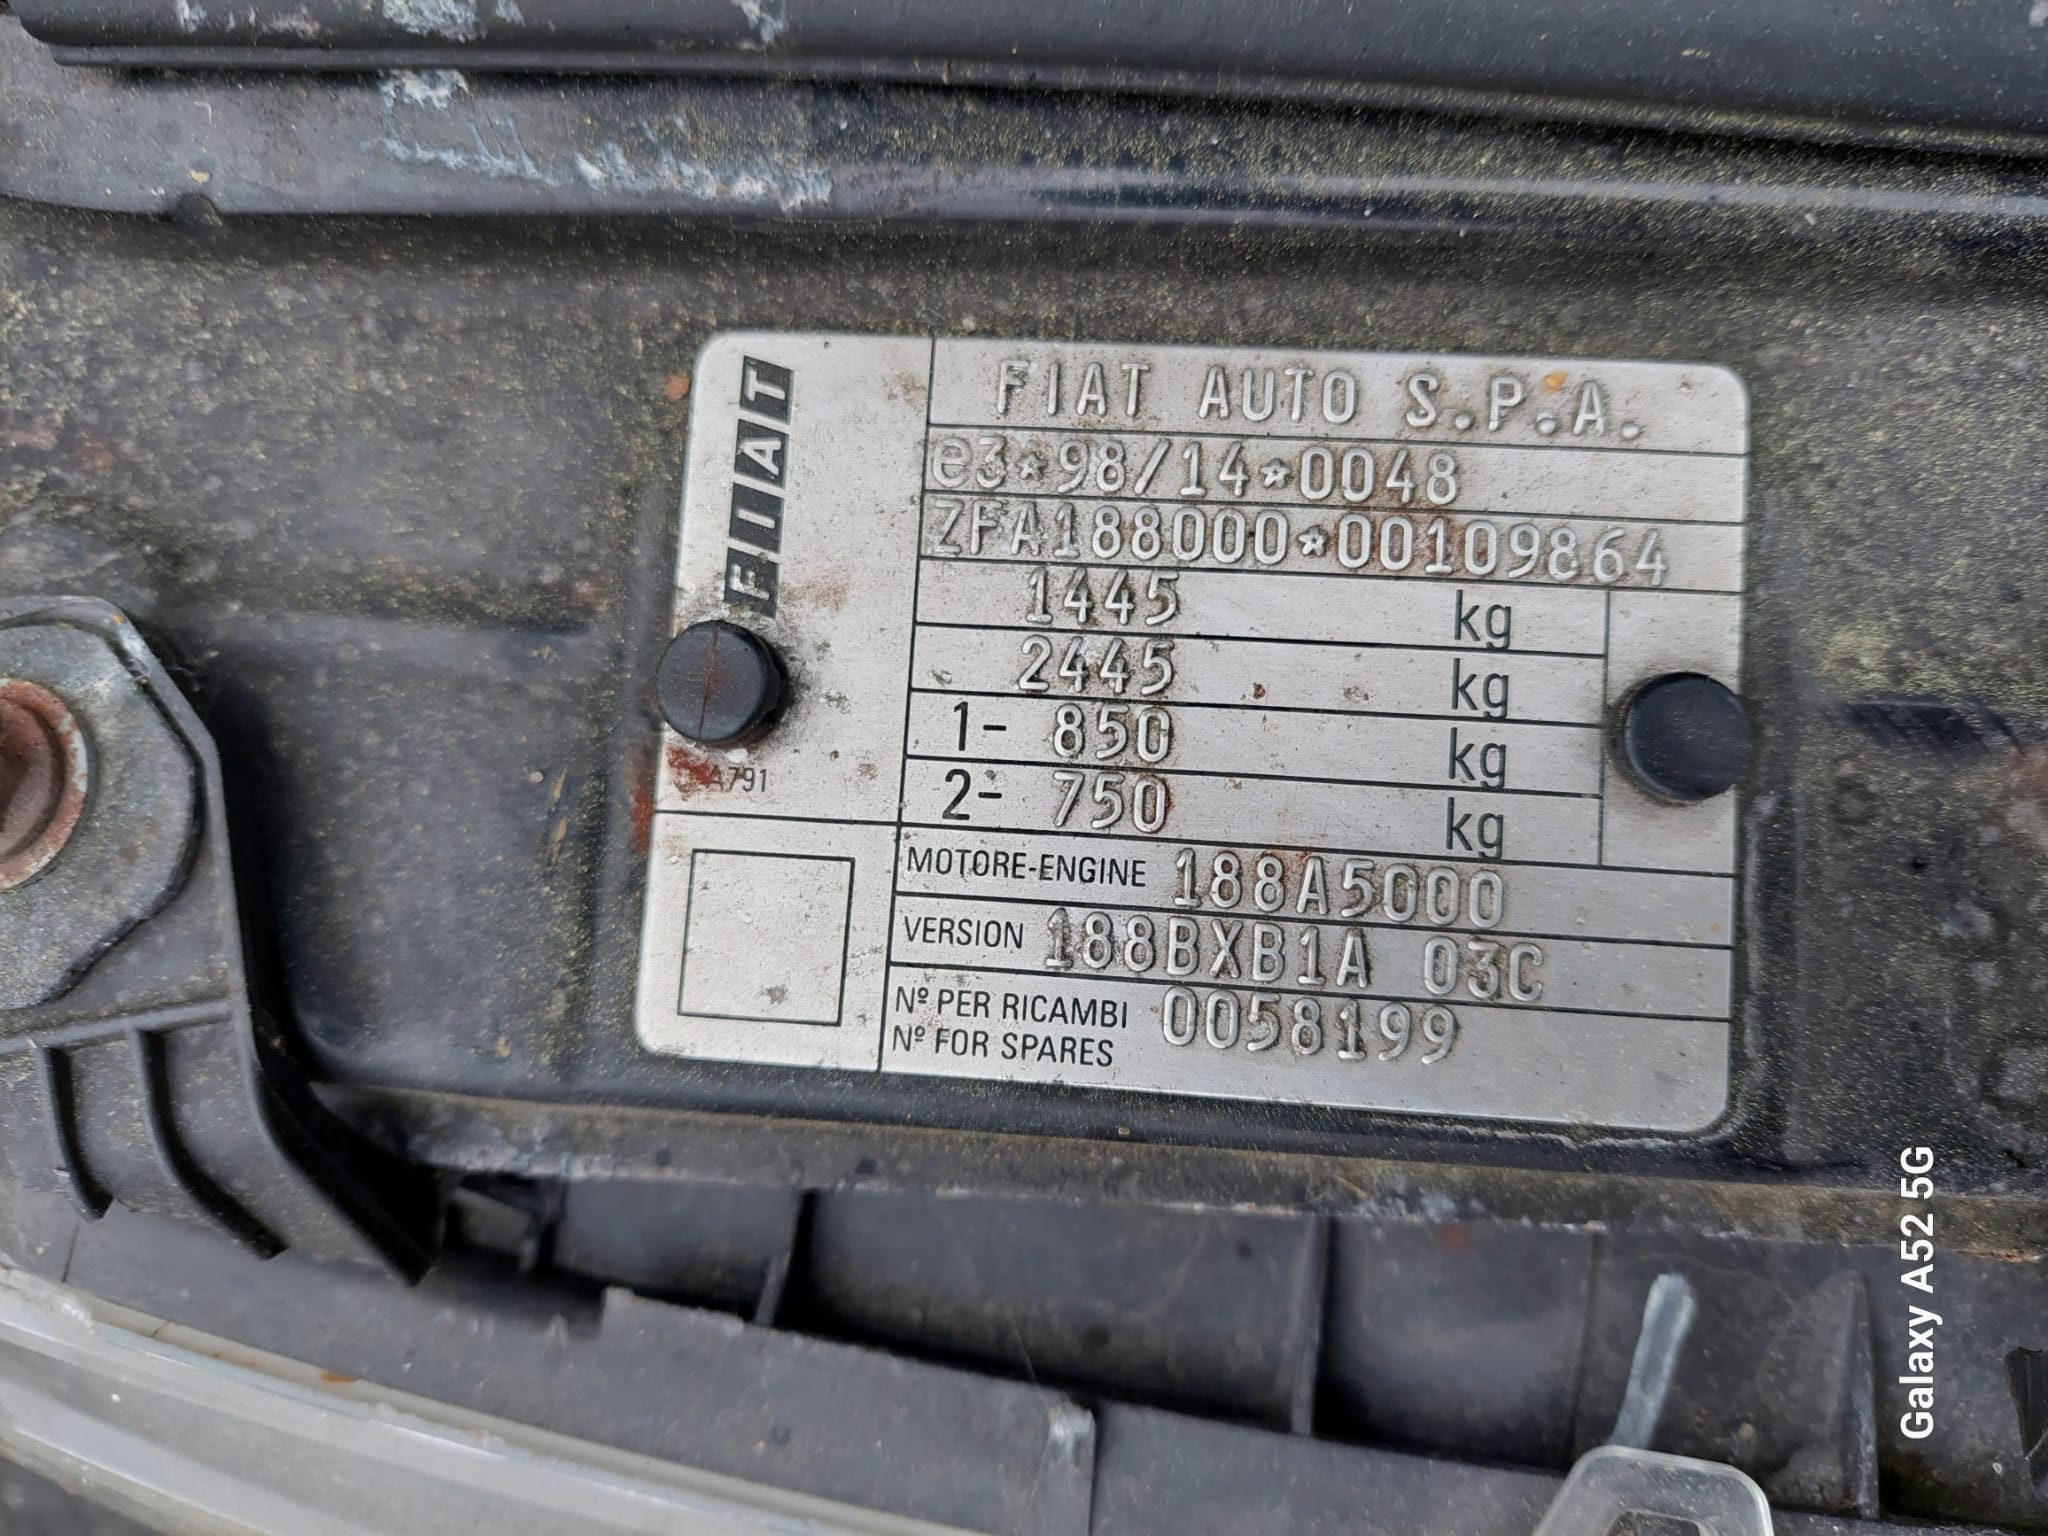 FIAT
FIAT AUTO S.P.A.
e3*98/14*0048
ZFA188000*00109864
1445 kg
2445 kg
1- 850 kg
2- 750 kg
A791
MOTORE-ENGINE 188A5000
VERSION 188BXB1A 03C
Nº PER RICAMBI 0058199
Nº FOR SPARES
Galaxy A52 5G